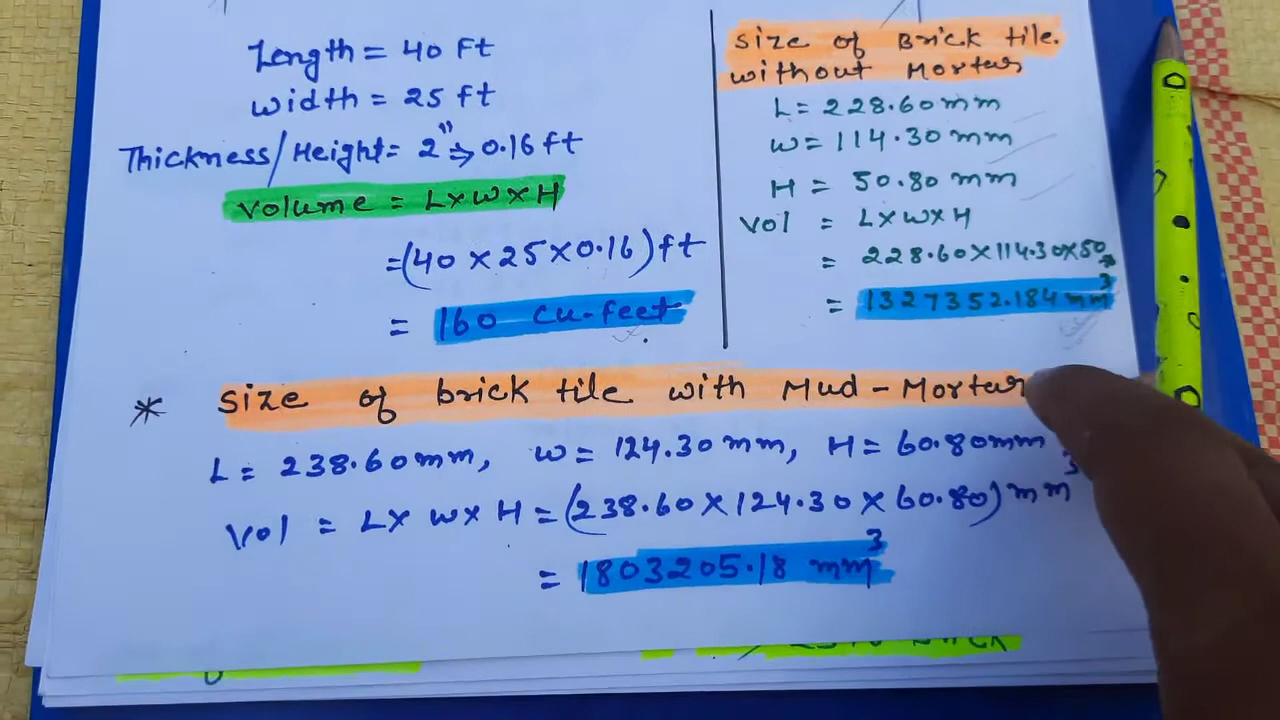 Length = 40 Ft
width = 25 ft
Thickness/Height = 2" ⇒ 0.16 ft
Volume = L×W×H
=(40 × 25 × 0.16) ft
= 160 cu-feet
Size of Brick tile.
without Mortar
L = 228.60 mm
W = 114.30 mm
H = 50.80 mm
Vol = L×W×H
= 228.60×114.30×50.
= 1327352.184 mm³
* Size of brick tile with Mud-Mortar
L = 238.60mm, W = 124.30 mm, H = 60.80mm
Vol = L× W× H = (238.60×124.30×60.80) mm³
= 1803205.18 mm³